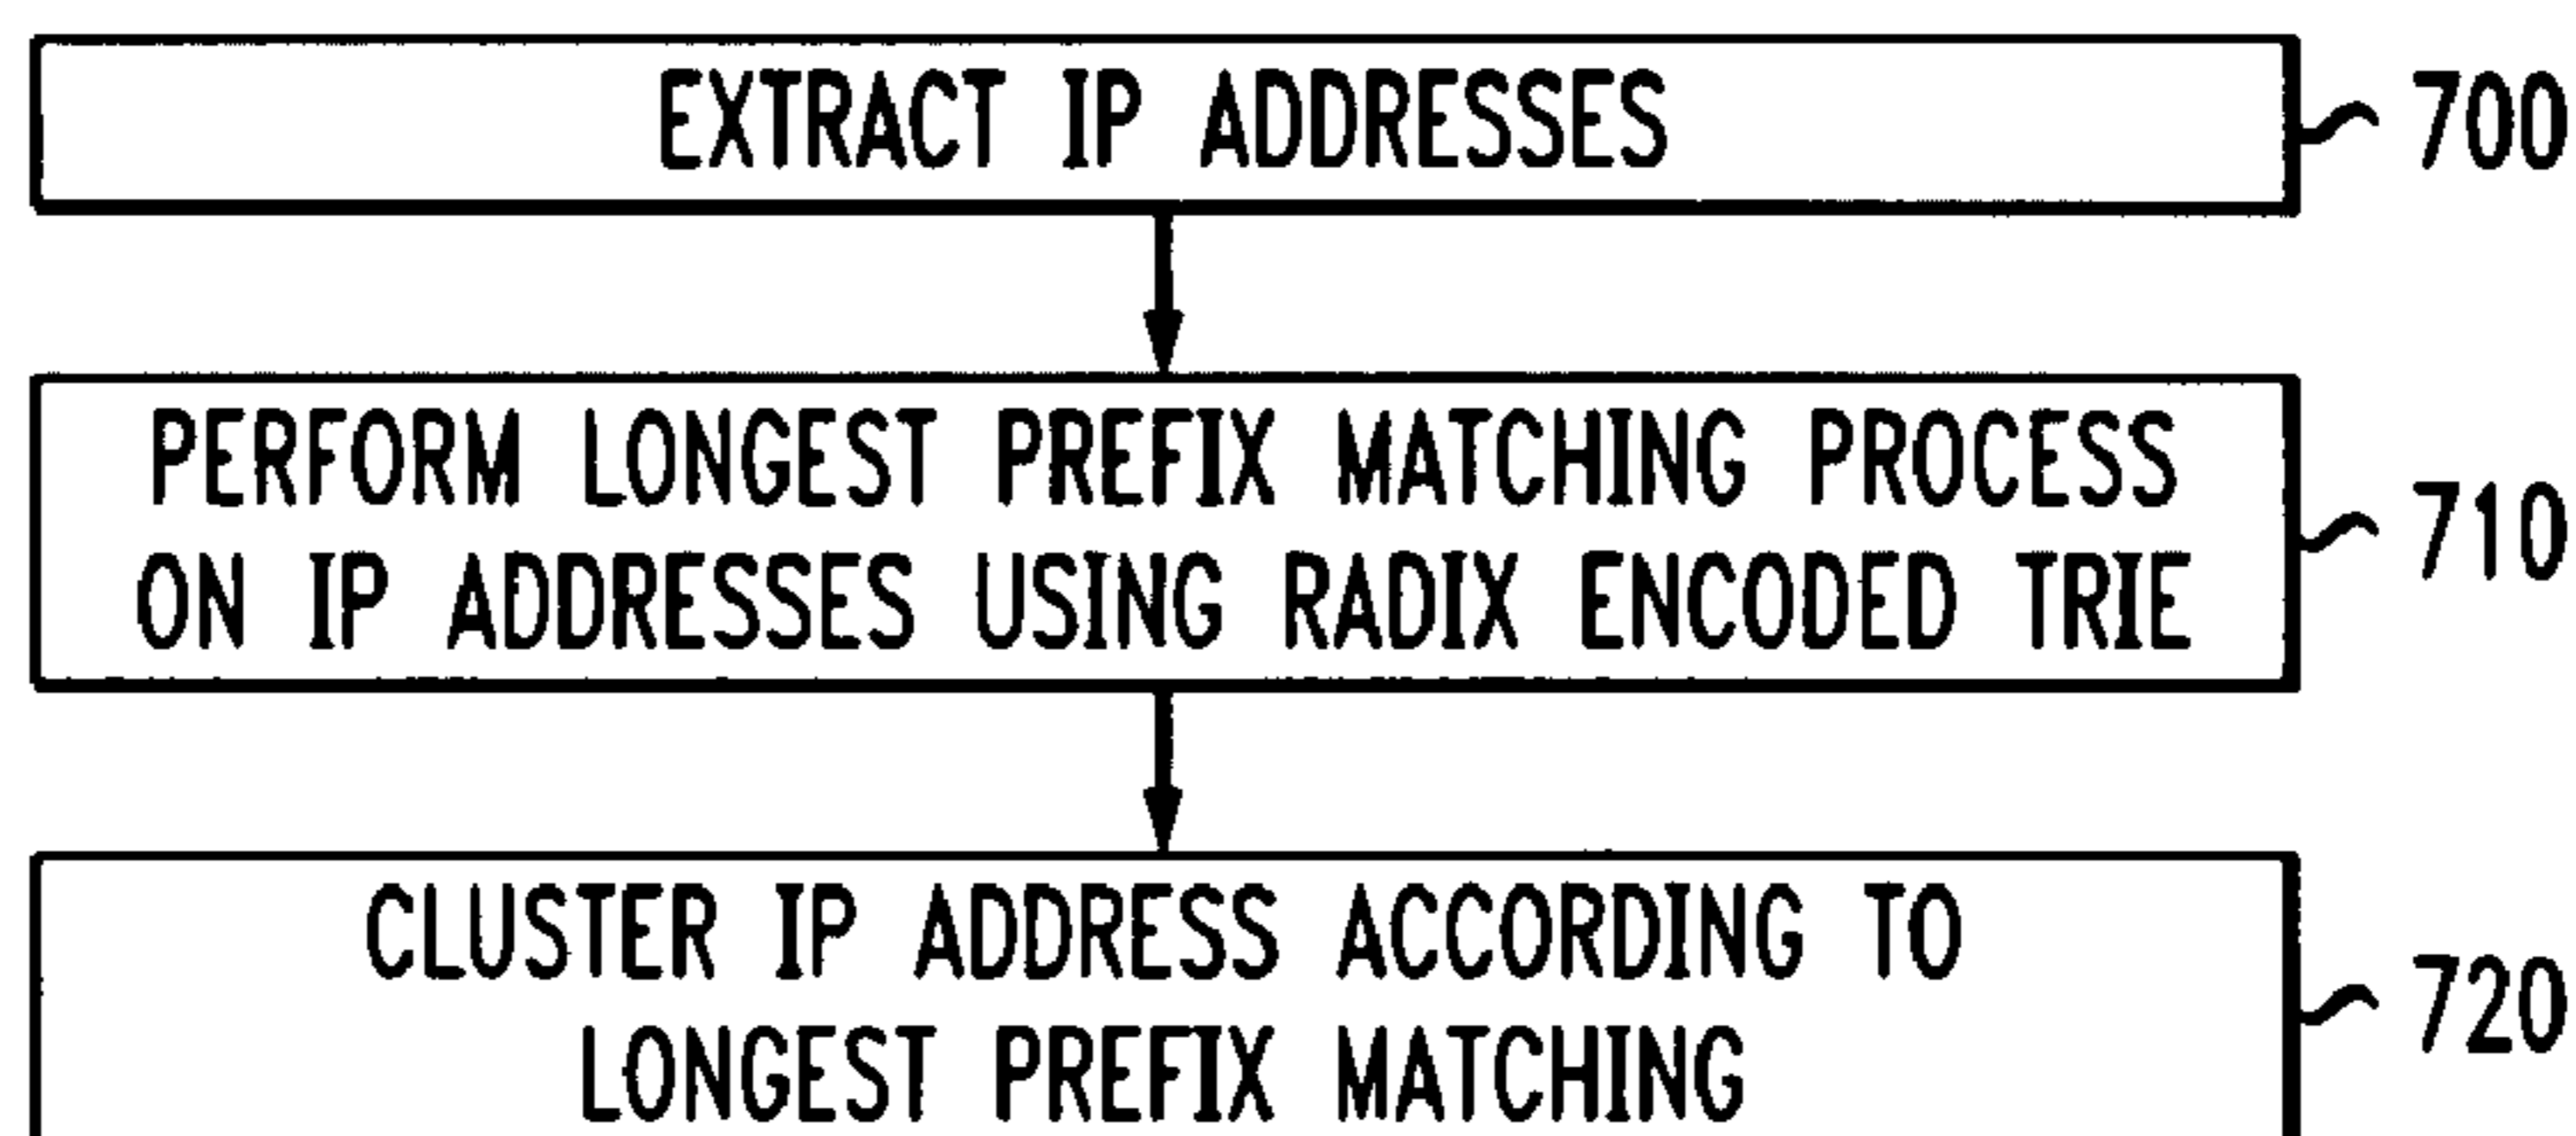 EXTRACT IP ADDRESSES
700
PERFORM LONGEST PREFIX MATCHING PROCESS
ON IP ADDRESSES USING RADIX ENCODED TRIE
710
CLUSTER IP ADDRESS ACCORDING TO
LONGEST PREFIX MATCHING
720